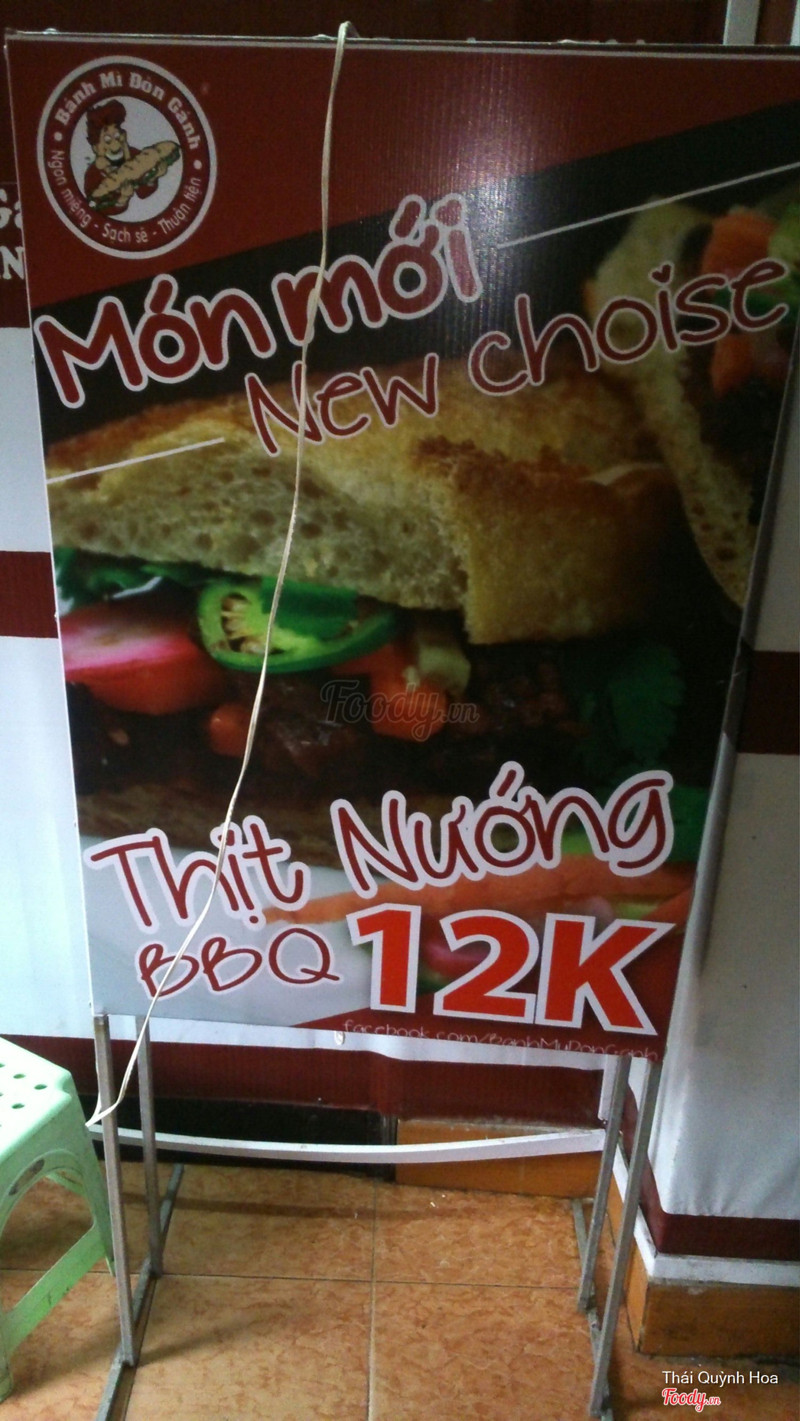 Bánh Mì Đòn Gánh
Ngon miệng - Sạch sẽ - Thuận tiện
Món mới
New choise
Foody.vn
Thịt Nướng
BBQ 12K
facebook.com/BanhMyDonGanh
Thái Quỳnh Hoa
Foody.vn